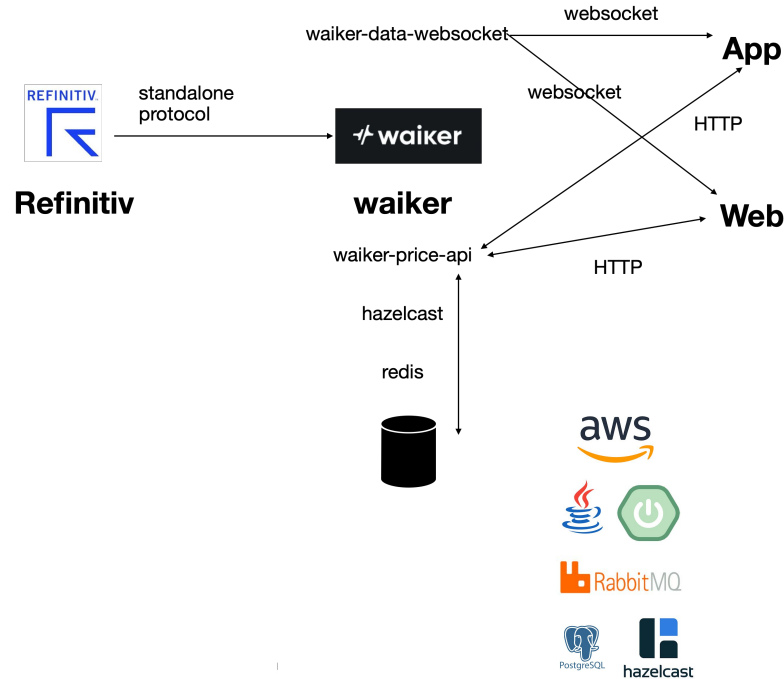 waiker-data-websocket
websocket
App
REFINITIV
standalone
protocol
websocket
HTTP
waiker
Refinitiv
waiker
Web
waiker-price-api
HTTP
hazelcast
redis
aws
RabbitMQ
PostgreSQL
hazelcast